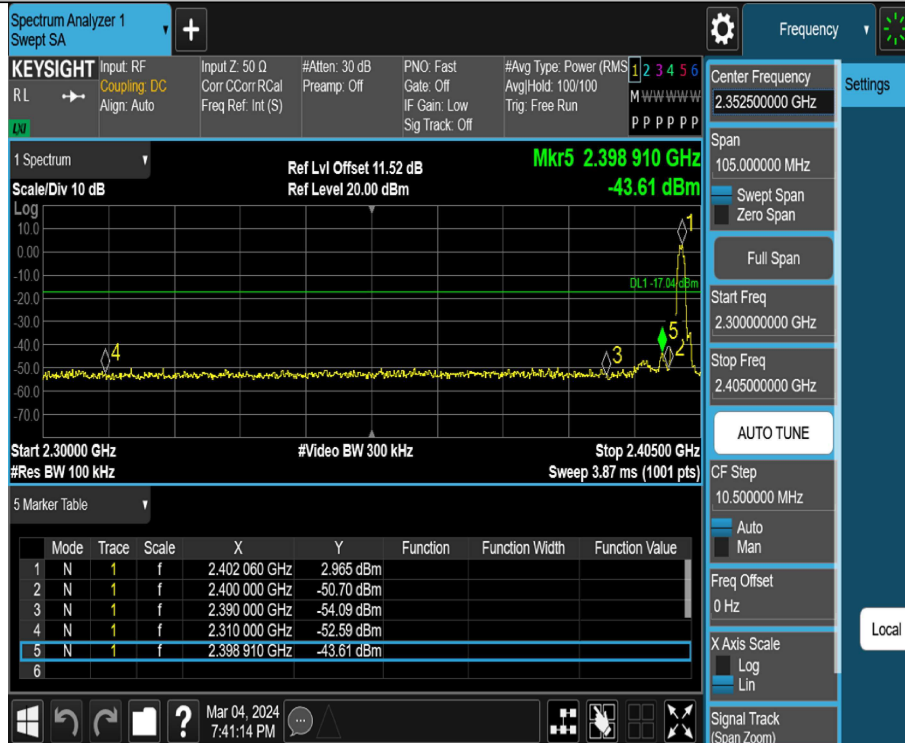 Spectrum Analyzer 1
Swept SA
Frequency
KEYSIGHT
RL
LXI
Input: RF
Coupling: DC
Align: Auto
Input Z: 50 Ω
Corr CCorr RCal
Freq Ref: Int (S)
#Atten: 30 dB
Preamp: Off
PNO: Fast
Gate: Off
IF Gain: Low
Sig Track: Off
#Avg Type: Power (RMS
Avg|Hold: 100/100
Trig: Free Run
1 2 3 4 5 6
M W W W W W
P P P P P P
1 Spectrum
Scale/Div 10 dB
Ref Lvl Offset 11.52 dB
Ref Level 20.00 dBm
Mkr5 2.398 910 GHz
-43.61 dBm
Log
10.0
0.00
-10.0
-20.0
-30.0
-40.0
-50.0
-60.0
-70.0
DL1 -17.04 dBm
1
5
2
3
4
Start 2.30000 GHz
#Res BW 100 kHz
#Video BW 300 kHz
Stop 2.40500 GHz
Sweep 3.87 ms (1001 pts)
5 Marker Table
Mode Trace Scale X Y Function Function Width Function Value
1 N 1 f 2.402 060 GHz 2.965 dBm
2 N 1 f 2.400 000 GHz -50.70 dBm
3 N 1 f 2.390 000 GHz -54.09 dBm
4 N 1 f 2.310 000 GHz -52.59 dBm
5 N 1 f 2.398 910 GHz -43.61 dBm
6
Mar 04, 2024
7:41:14 PM
?
Center Frequency
2.352500000 GHz
Settings
Span
105.000000 MHz
Swept Span
Zero Span
Full Span
Start Freq
2.300000000 GHz
Stop Freq
2.405000000 GHz
AUTO TUNE
CF Step
10.500000 MHz
Auto
Man
Freq Offset
0 Hz
Local
X Axis Scale
Log
Lin
Signal Track
(Span Zoom)